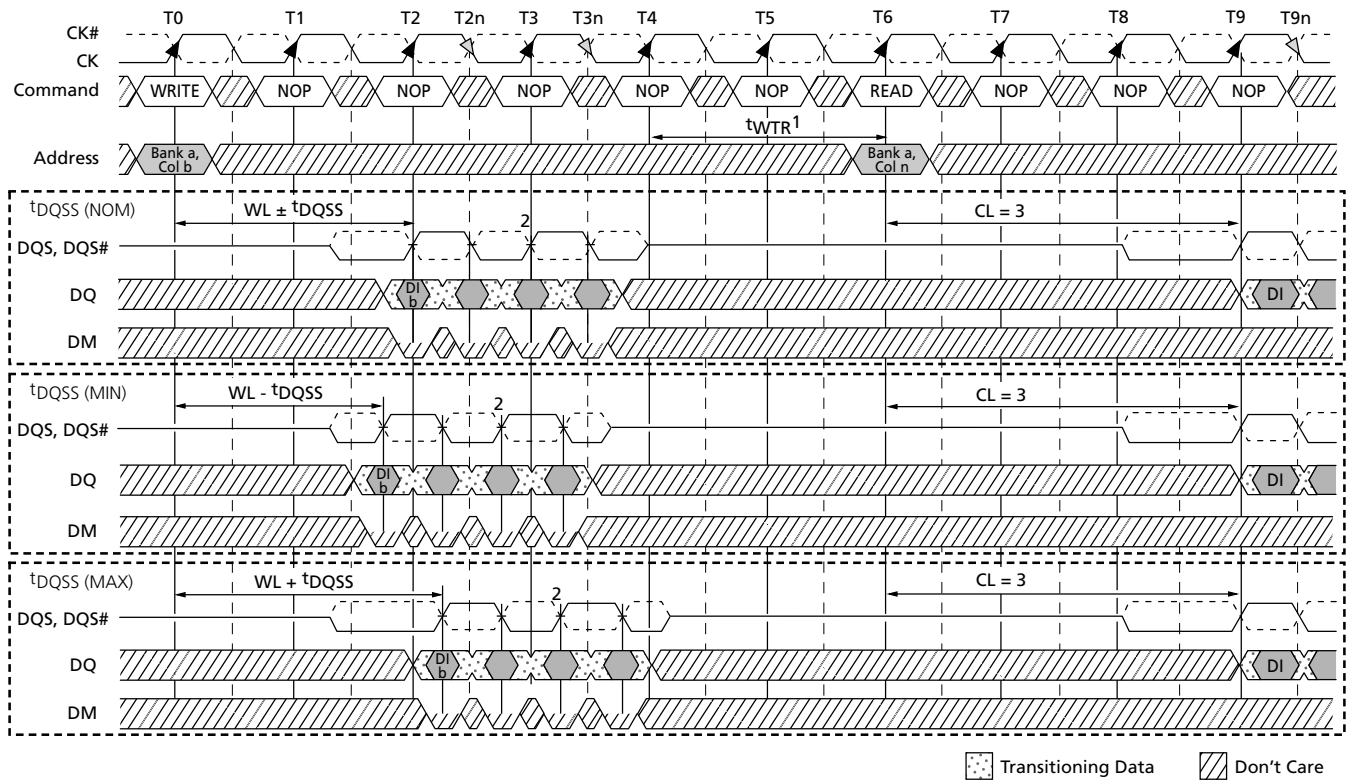 T0 T1 T2 T2n T3 T3n T4 T5 T6 T7 T8 T9 T9n
CK#
CK
Command WRITE NOP NOP NOP NOP NOP READ NOP NOP NOP
tWTR1
Address Bank a, Col b Bank a, Col n
tDQSS (NOM) WL ± tDQSS CL = 3
2
DQS, DQS#
DQ DI b DI
DM
tDQSS (MIN) WL - tDQSS CL = 3
2
DQS, DQS#
DQ DI b DI
DM
tDQSS (MAX) WL + tDQSS CL = 3
2
DQS, DQS#
DQ DI b DI
DM
Transitioning Data Don't Care